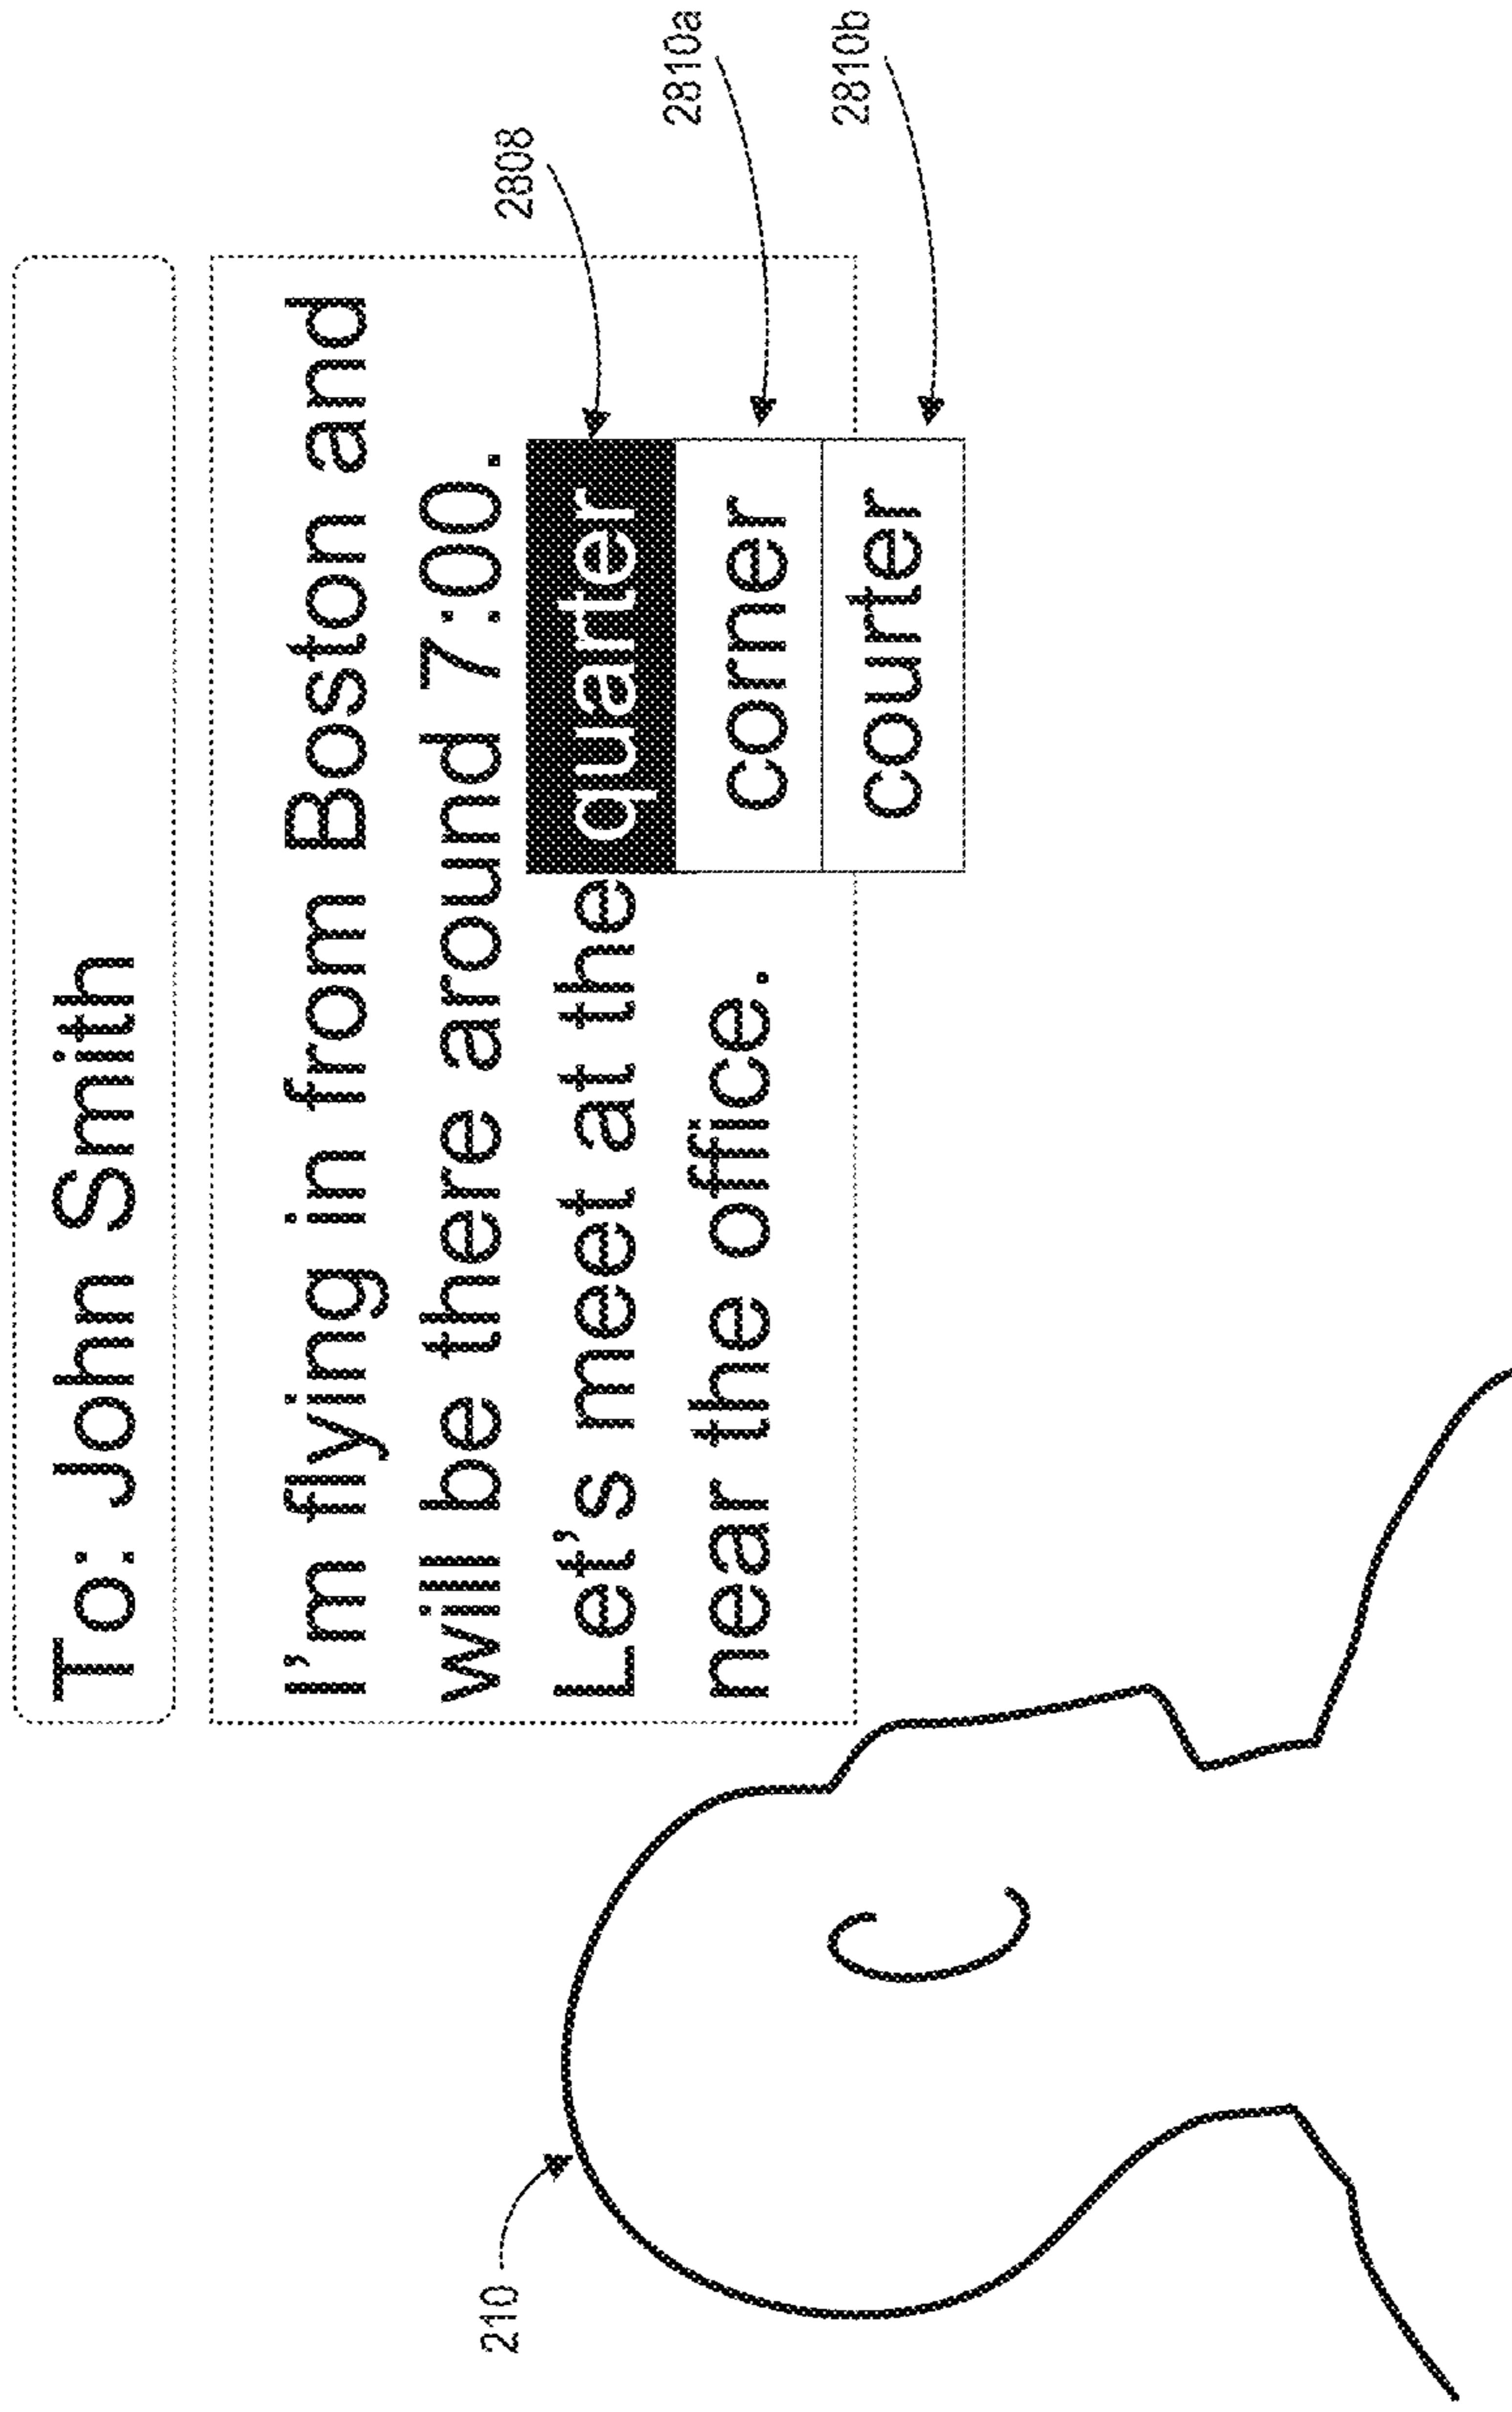 To: John Smith
I'm flying in from Boston and
will be there around 7:00.
Let's meet at the quarter
near the office.
corner
courter
2808
2810a
2810b
210